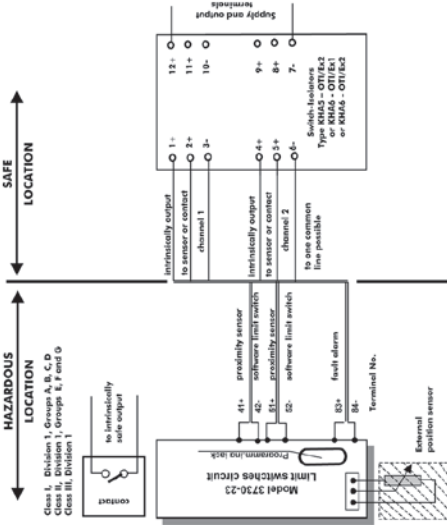 HAZARDOUS
LOCATION
Class I, Division 1, Groups A, B, C, D
Class II, Division 1, Groups E, F and G
Class III, Division 1
contact
to intrinsically
safe output
Model 3730-23
Limit switches circuit
Programming jack
41+
42-
51+
52-
83+
84-
Terminal No.
proximity sensor
software limit switch
proximity sensor
software limit switch
fault alarm
External
position sensor
SAFE
LOCATION
intrinsically output
to sensor or contact
channel 1
intrinsically output
to sensor or contact
channel 2
to one common
line possible
1+
2+
3-
4+
5+
6-
12+
11+
10-
9+
8+
7-
Switch-Isolators
Type KHA5 - OTI/Ex2
or KHA6 - OTI/Ex1
or KHA6 - OTI/Ex2
Supply and output
terminals